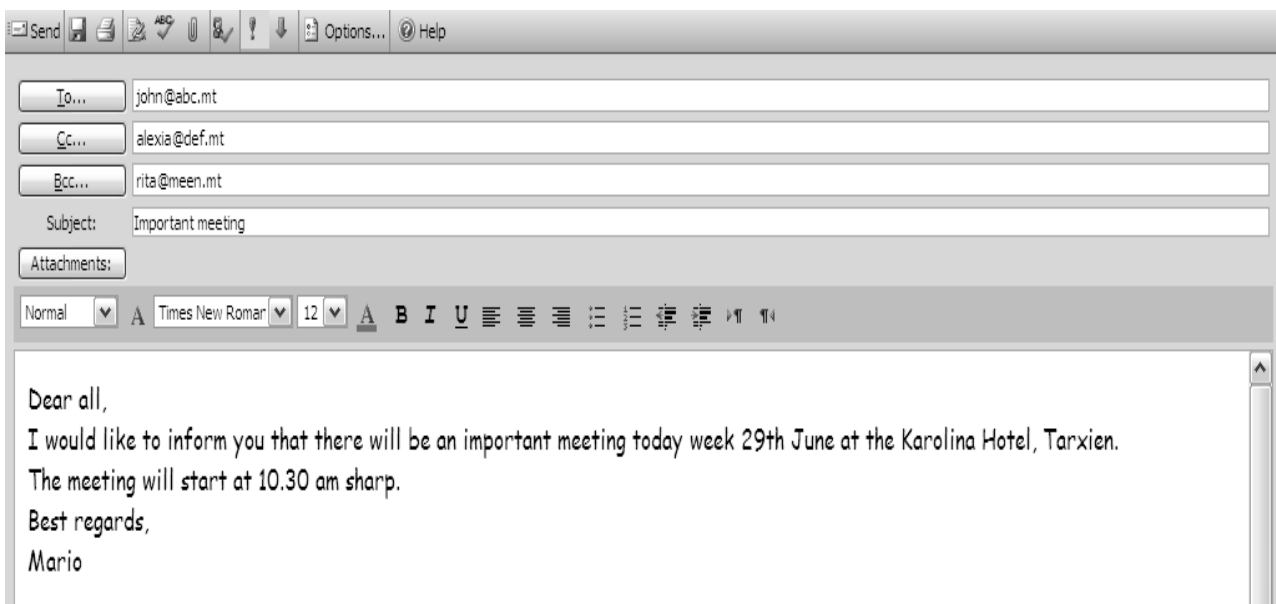 Send ABC Options... Help
To... john@abc.mt
Cc... alexia@def.mt
Bcc... rita@meen.mt
Subject: Important meeting
Attachments:
Normal A Times New Roman 12 A B I U
Dear all,
I would like to inform you that there will be an important meeting today week 29th June at the Karolina Hotel, Tarxien.
The meeting will start at 10.30 am sharp.
Best regards,
Mario